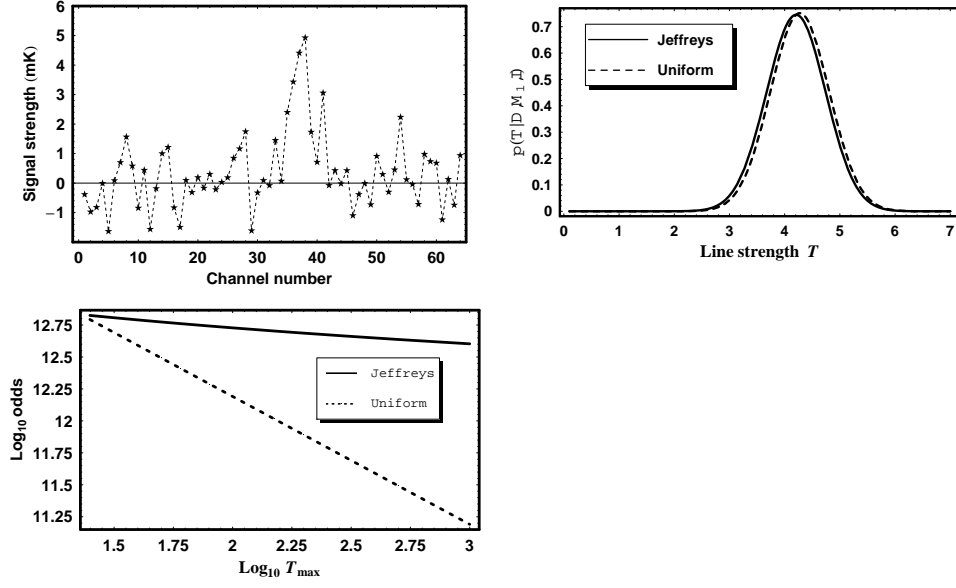 Signal strength (mK)
6
5
4
3
2
1
0
−1
0 10 20 30 40 50 60
Channel number
p(T|D,M1,I)
0.7
0.6
0.5
0.4
0.3
0.2
0.1
0
Jeffreys
Uniform
0 1 2 3 4 5 6 7
Line strength T
Log10 odds
12.75
12.5
12.25
12
11.75
11.5
11.25
Jeffreys
Uniform
1.5 1.75 2 2.25 2.5 2.75 3
Log10 Tmax